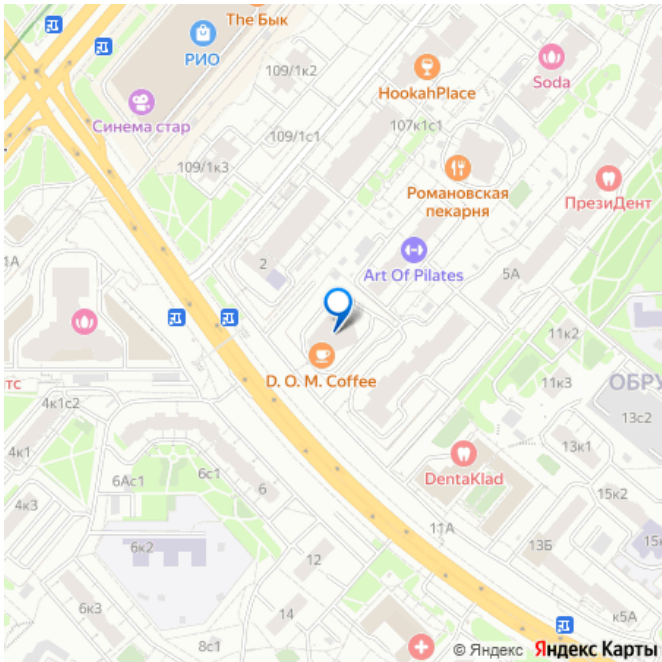 The Бык
РИО
109/1к2
HookahPlace
Soda
Синема стар
109/1с1
107к1с1
109/1к3
Романовская
пекарня
ПрезиДент
1А
2
Art Of Pilates
5А
11к2
D. O. M. Coffee
тс
4к1с2
11к3
ОБРУ
13с2
4к1
6Ас1
6с1
6
DentaKlad
13к1
15к2
4к3
11А
13Б
15к
6к2
12
6к3
14
к5А
8с1
© Яндекс Яндекс Карты